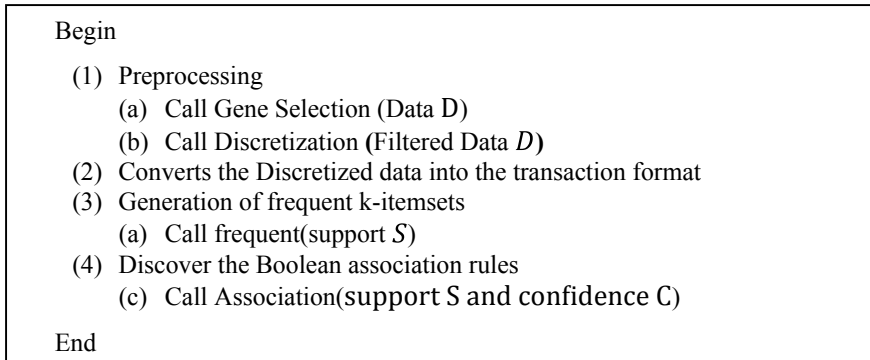 Begin
(1) Preprocessing
(a) Call Gene Selection (Data D)
(b) Call Discretization (Filtered Data D)
(2) Converts the Discretized data into the transaction format
(3) Generation of frequent k-itemsets
(a) Call frequent(support S)
(4) Discover the Boolean association rules
(c) Call Association(support S and confidence C)
End